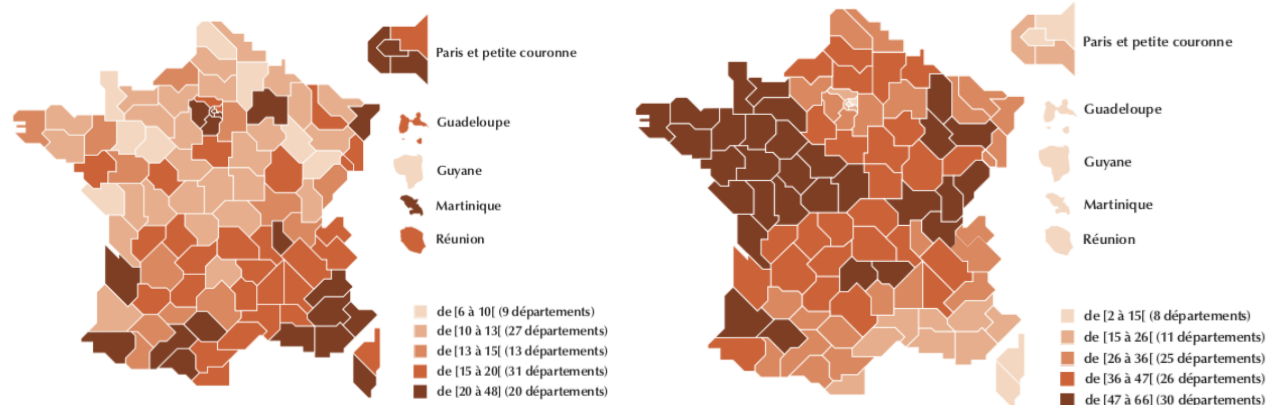 Paris et petite couronne
Guadeloupe
Guyane
Martinique
Réunion
de [6 à 10[ (9 départements)
de [10 à 13[ (27 départements)
de [13 à 15[ (13 départements)
de [15 à 20[ (31 départements)
de [20 à 48] (20 départements)
Paris et petite couronne
Guadeloupe
Guyane
Martinique
Réunion
de [2 à 15[ (8 départements)
de [15 à 26[ (11 départements)
de [26 à 36[ (25 départements)
de [36 à 47[ (26 départements)
de [47 à 66] (30 départements)